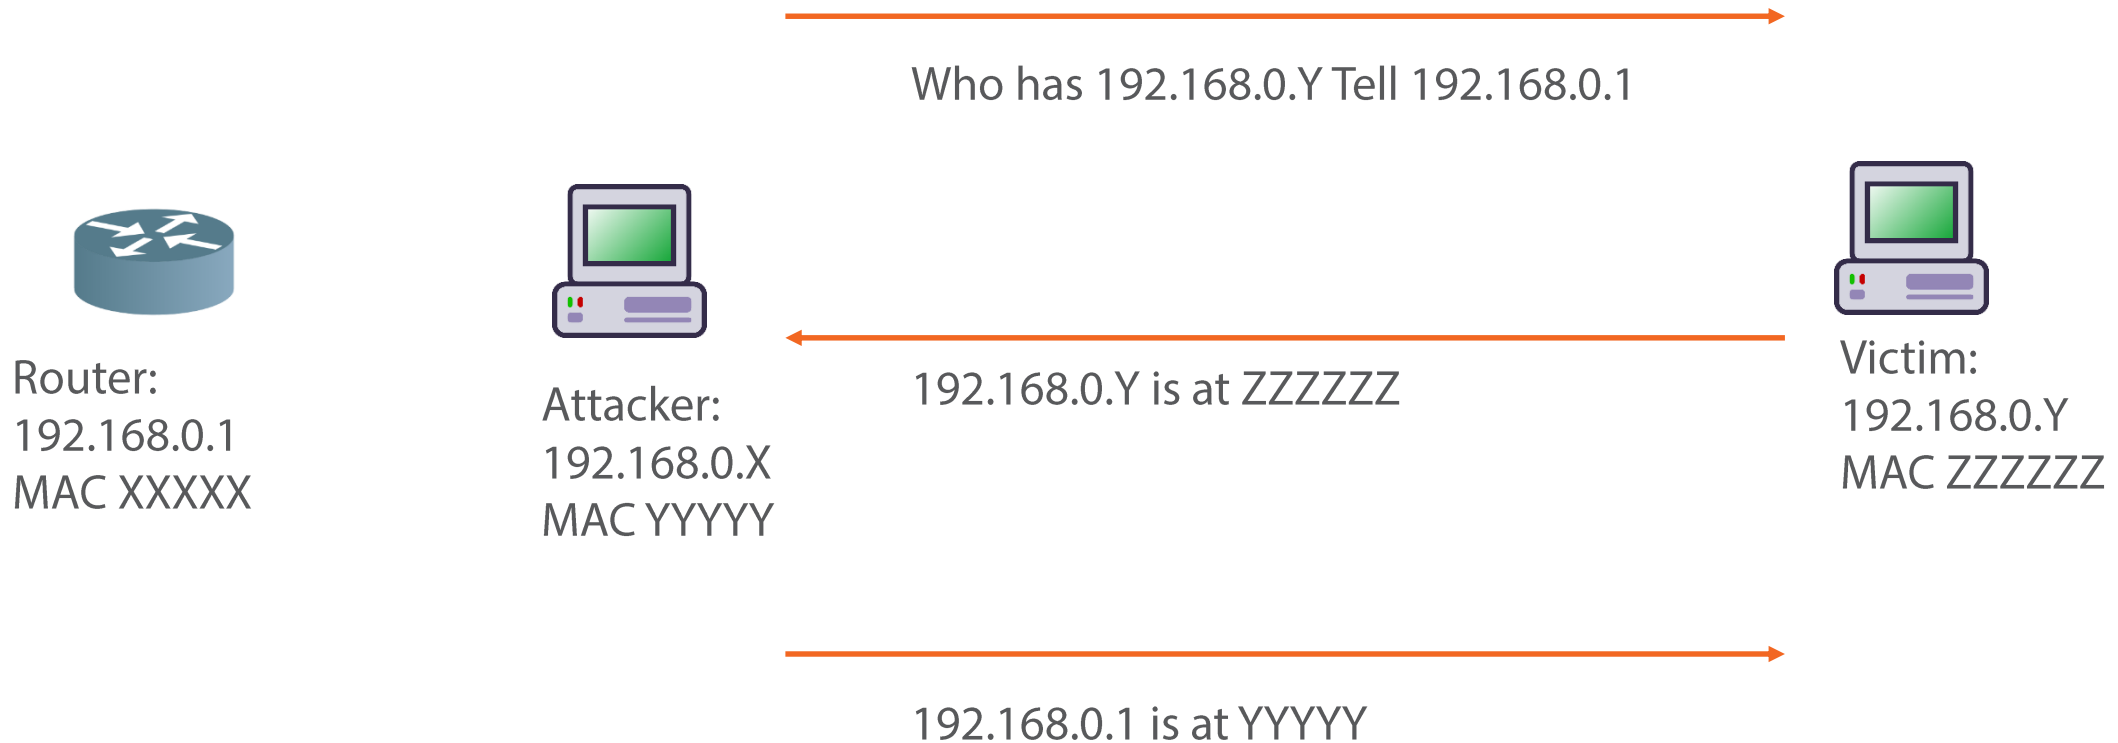 Who has 192.168.0.Y Tell 192.168.0.1
Router:
192.168.0.1
MAC XXXXX
Attacker:
192.168.0.X
MAC YYYYY
192.168.0.Y is at ZZZZZZ
Victim:
192.168.0.Y
MAC ZZZZZZ
192.168.0.1 is at YYYYY